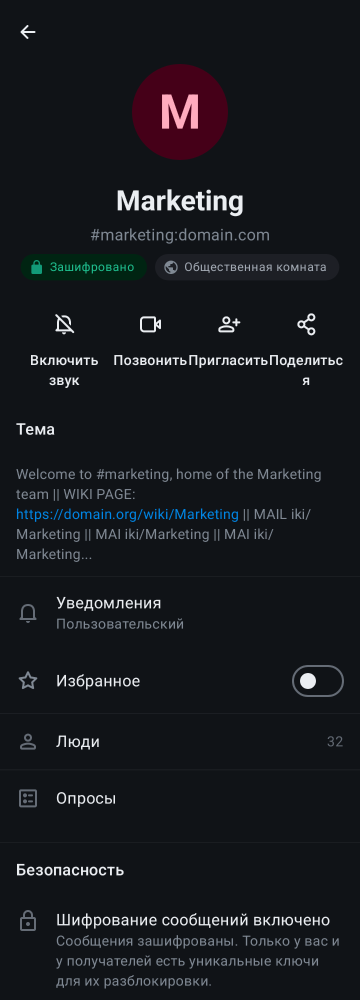 M
Marketing
#marketing:domain.com
Зашифровано Общественная комната
Включить звук Позвонить Пригласить Поделиться
Тема
Welcome to #marketing, home of the Marketing
team || WIKI PAGE:
https://domain.org/wiki/Marketing || MAIL iki/
Marketing || MAI iki/Marketing || MAI iki/
Marketing...
Уведомления
Пользовательский
Избранное
Люди 32
Опросы
Безопасность
Шифрование сообщений включено
Сообщения зашифрованы. Только у вас и
у получателей есть уникальные ключи
для их разблокировки.